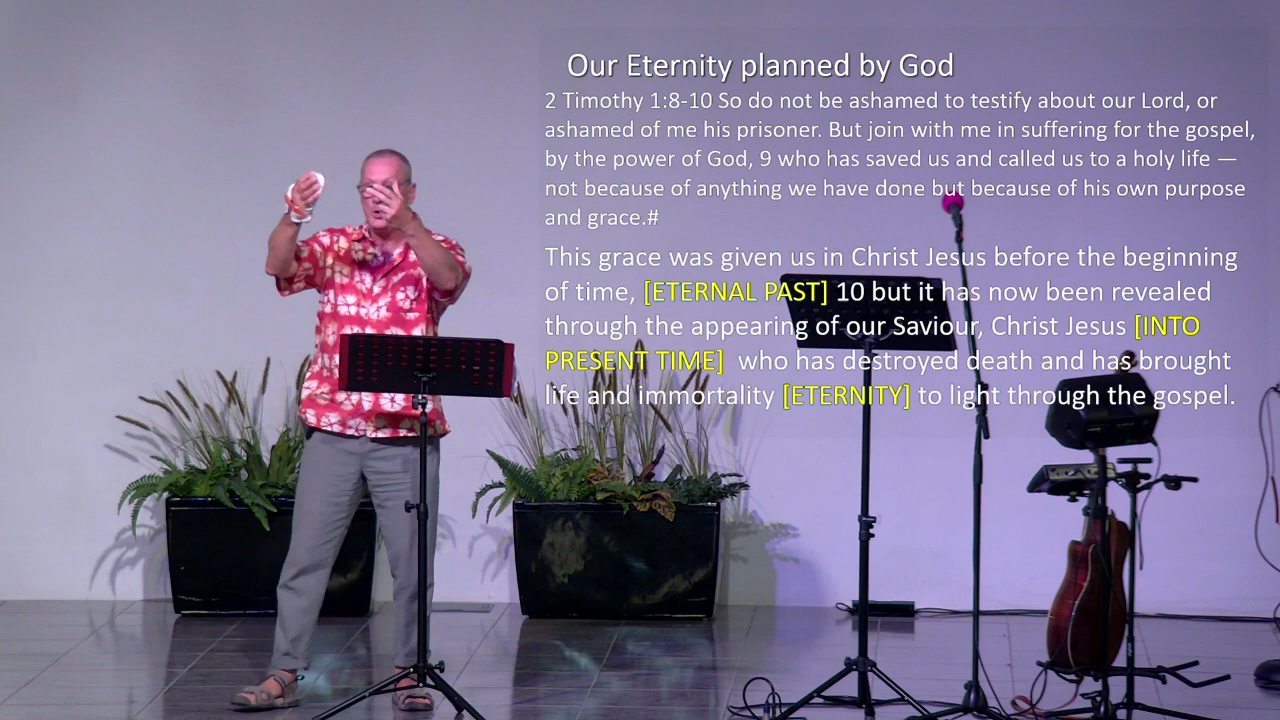 Our Eternity planned by God
2 Timothy 1:8-10 So do not be ashamed to testify about our Lord, or
ashamed of me his prisoner. But join with me in suffering for the gospel,
by the power of God, 9 who has saved us and called us to a holy life —
not because of anything we have done but because of his own purpose
and grace.#
This grace was given us in Christ Jesus before the beginning
of time, [ETERNAL PAST] 10 but it has now been revealed
through the appearing of our Saviour, Christ Jesus [INTO
PRESENT TIME] who has destroyed death and has brought
life and immortality [ETERNITY] to light through the gospel.